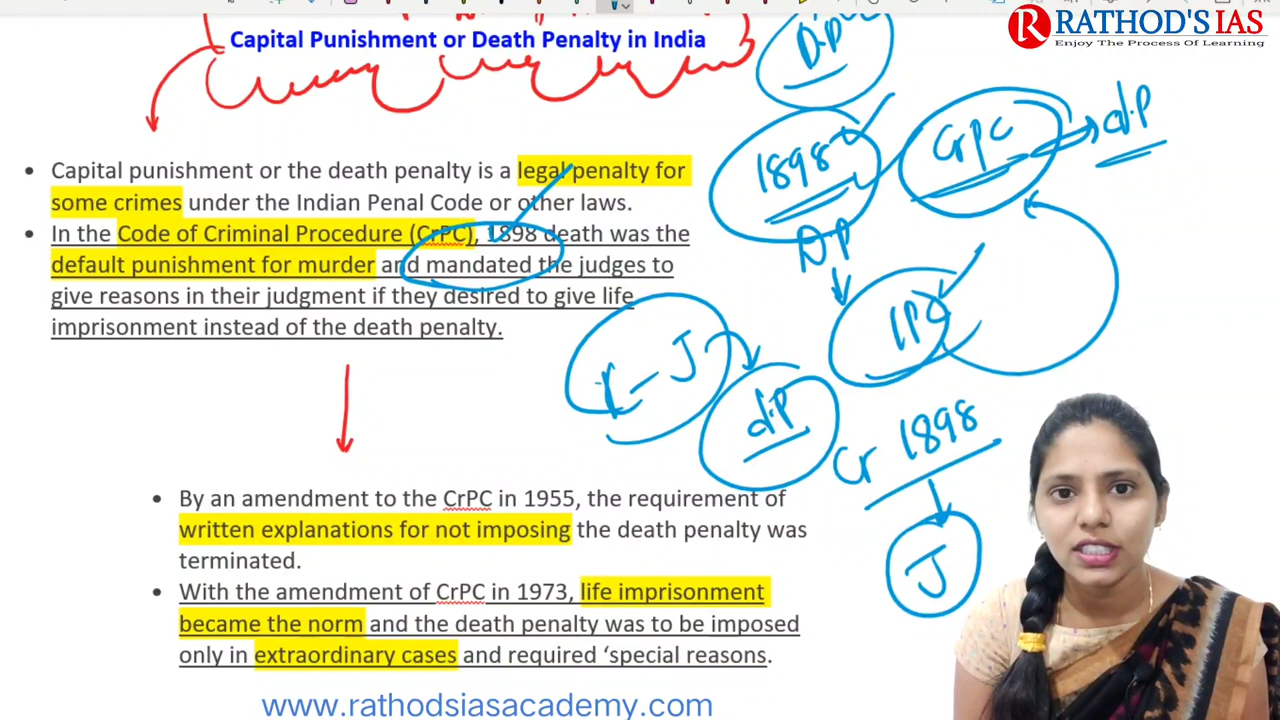 RATHOD'S IAS
Enjoy The Process Of Learning
Capital Punishment or Death Penalty in India
D.P
1898
CrPC
d.P
• Capital punishment or the death penalty is a legal penalty for
some crimes under the Indian Penal Code or other laws.
• In the Code of Criminal Procedure (CrPC), 1898 death was the
default punishment for murder and mandated the judges to
give reasons in their judgment if they desired to give life
imprisonment instead of the death penalty.
D.P
IPC
r - J
d.P
Cr 1898
J
• By an amendment to the CrPC in 1955, the requirement of
written explanations for not imposing the death penalty was
terminated.
• With the amendment of CrPC in 1973, life imprisonment
became the norm and the death penalty was to be imposed
only in extraordinary cases and required ‘special reasons.
www.rathodsiasacademy.com